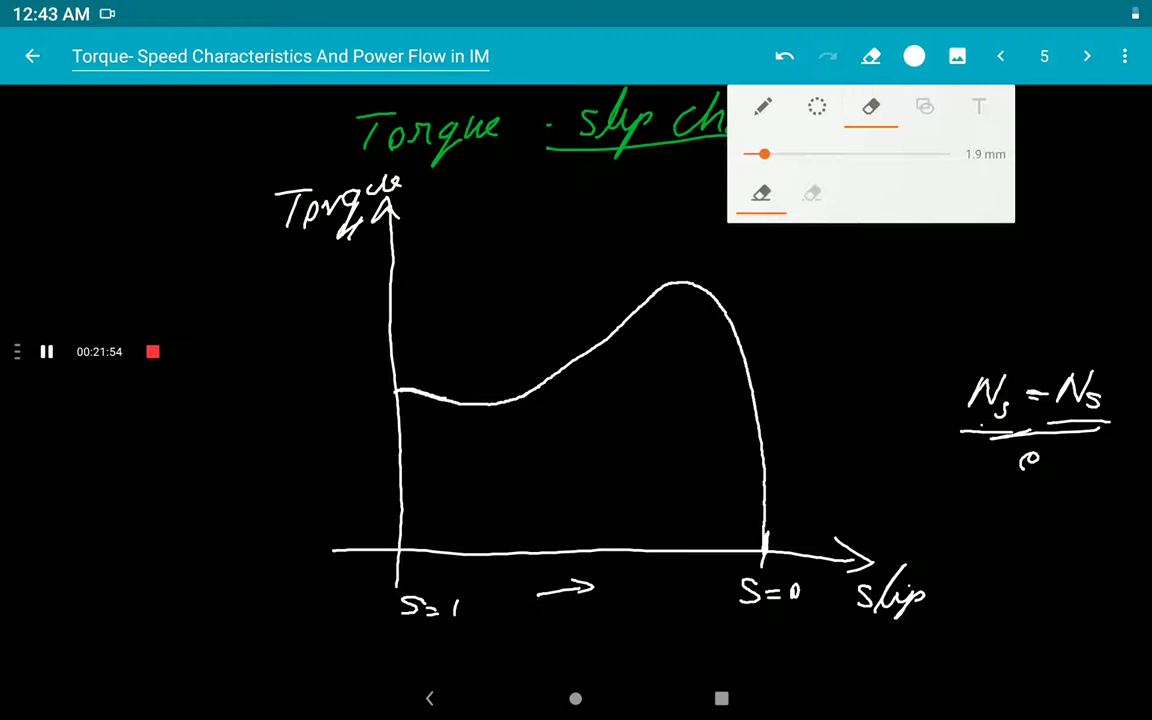 12:43 AM
Torque- Speed Characteristics And Power Flow in IM
5
T
1.9 mm
Torque - slip ch
Torque
00:21:54
Ns = Ns
0
S=1
S=0
slip